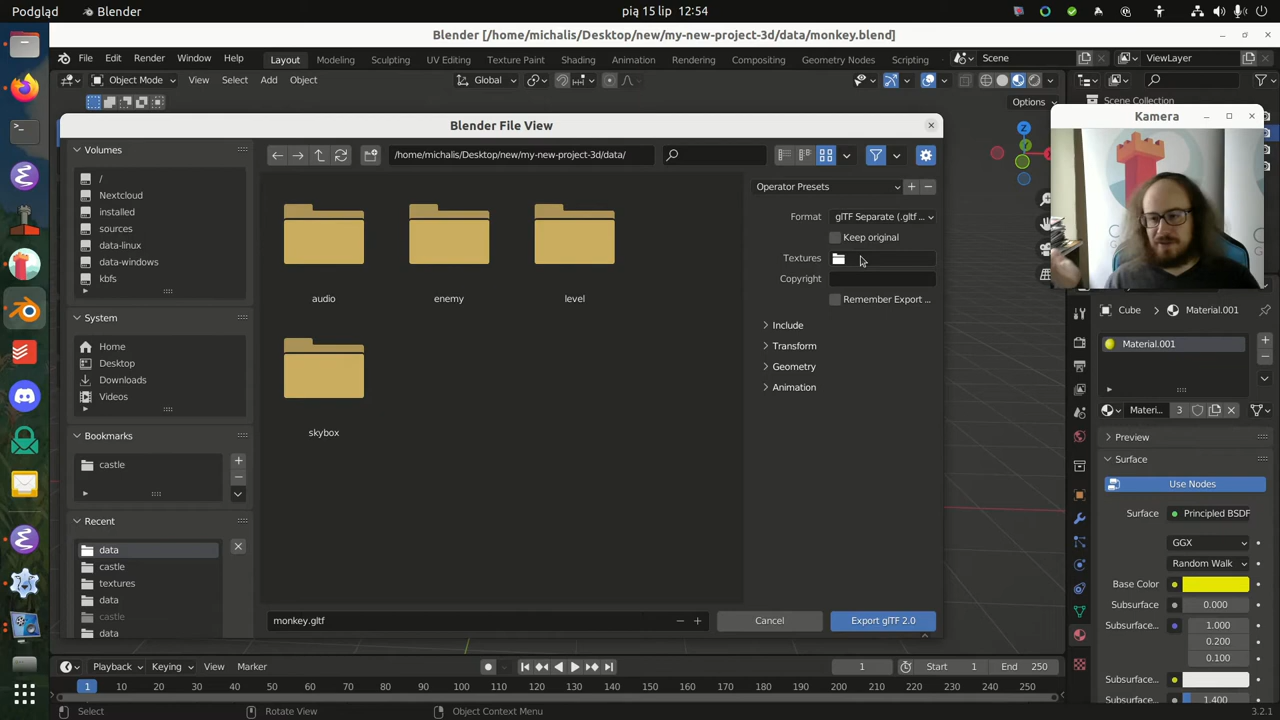 Podgląd Blender pią 15 lip 12:54
Blender [/home/michalis/Desktop/new/my-new-project-3d/data/monkey.blend]
File Edit Render Window Help Layout Modeling Sculpting UV Editing Texture Paint Shading Animation Rendering Compositing Geometry Nodes Scripting Scene ViewLayer
Object Mode View Select Add Object Global
Options Scene Collection
Blender File View
Kamera
Volumes
/home/michalis/Desktop/new/my-new-project-3d/data/
/
Nextcloud
installed
sources
data-linux
data-windows
kbfs
System
Home
Desktop
Downloads
Videos
Bookmarks
castle
Recent
data
castle
textures
data
castle
data
audio
enemy
level
skybox
Operator Presets
Format glTF Separate (.gltf ...
Keep original
Textures
Copyright
Remember Export ...
Include
Transform
Geometry
Animation
monkey.gltf
Cancel
Export glTF 2.0
Cube Material.001
Material.001
Materi... 3
Preview
Surface
Use Nodes
Surface Principled BSDF
GGX
Random Walk
Base Color
Subsurface 0.000
Subsurface... 1.000
0.200
0.100
Subsurface...
Subsurface... 1.400
Playback Keying View Marker 1 Start 1 End 250
1 10 20 30 40 50 60 70 80 90 100 110 120 130 140 150 160 170 180 190 200 210 220 230 240 250
Select Rotate View Object Context Menu 3.2.1